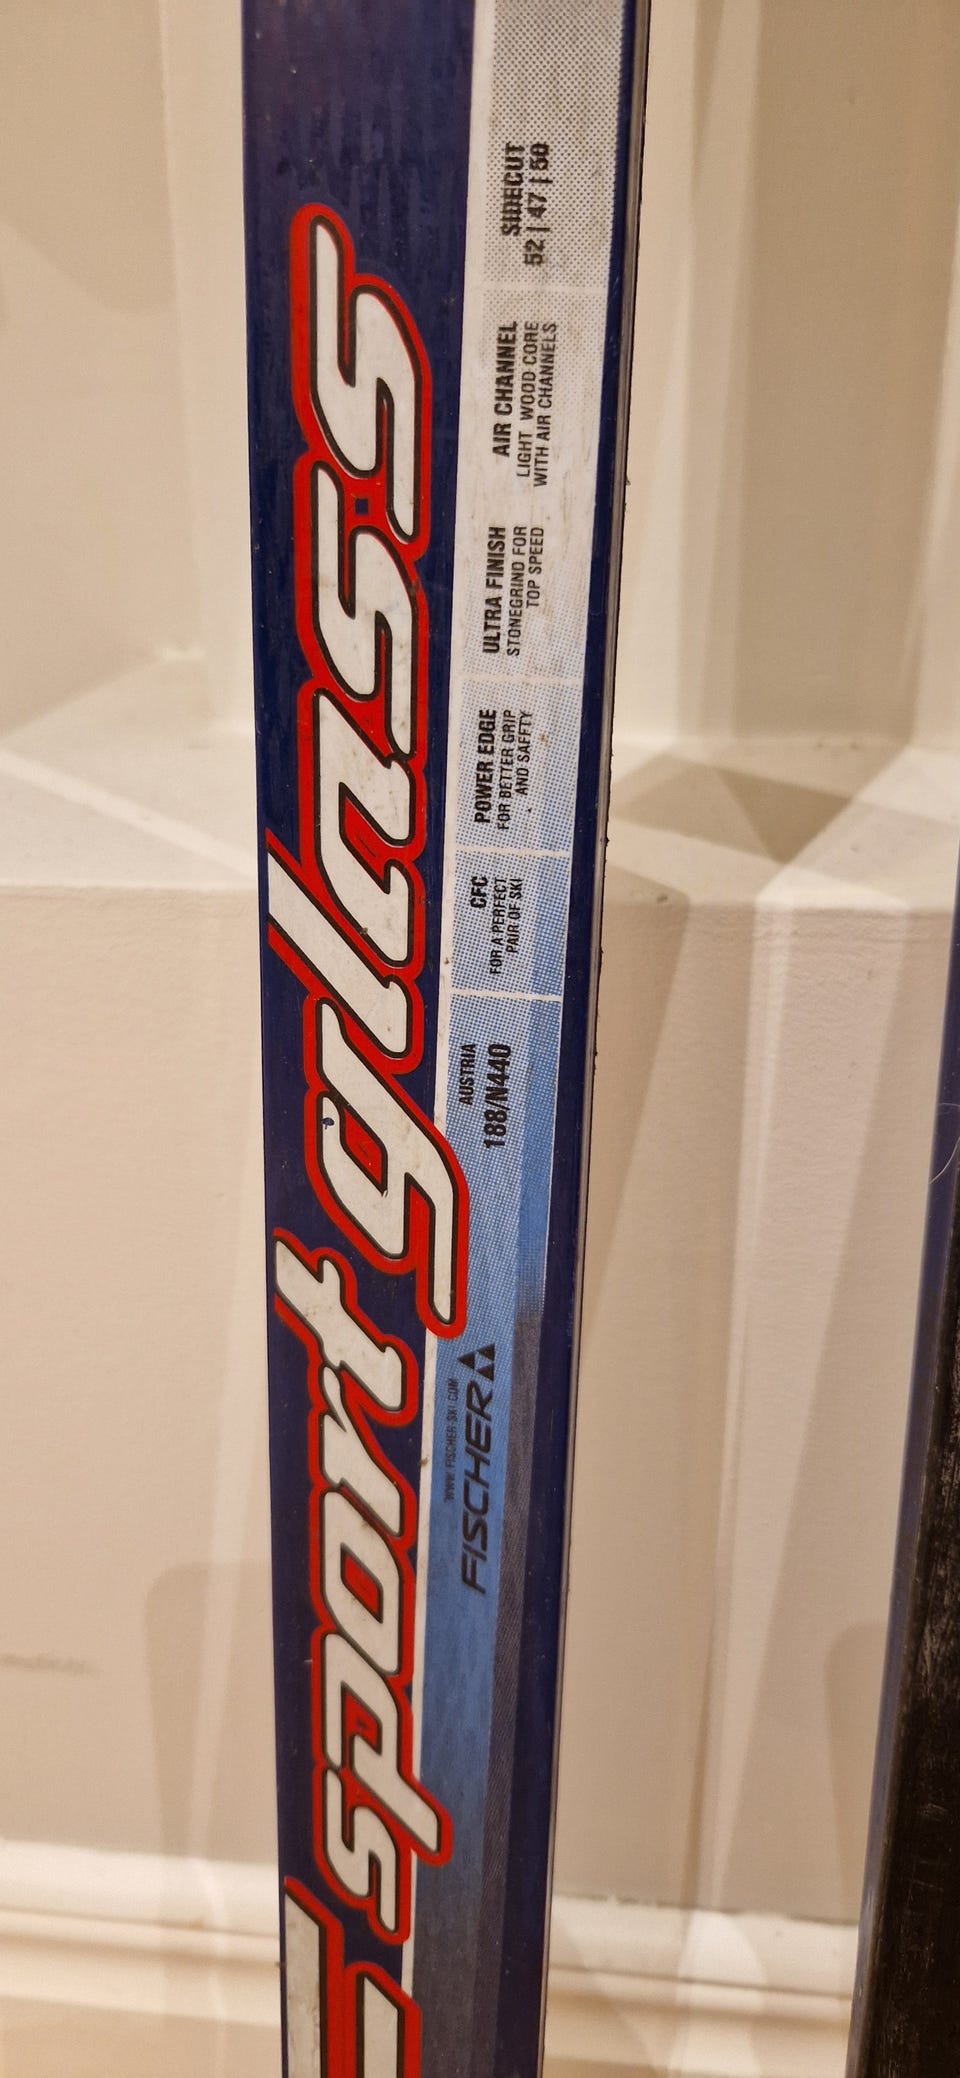 sport glass
WWW.FISCHER-SKI.COM
FISCHER
AUSTRIA
188/N440
CFC
FOR A PERFECT
PAIR OF SKI
POWER EDGE
FOR BETTER GRIP
AND SAFETY
ULTRA FINISH
STONEGRIND FOR
TOP SPEED
AIR CHANNEL
LIGHT WOOD CORE
WITH AIR CHANNELS
SIDECUT
52 | 47 | 50